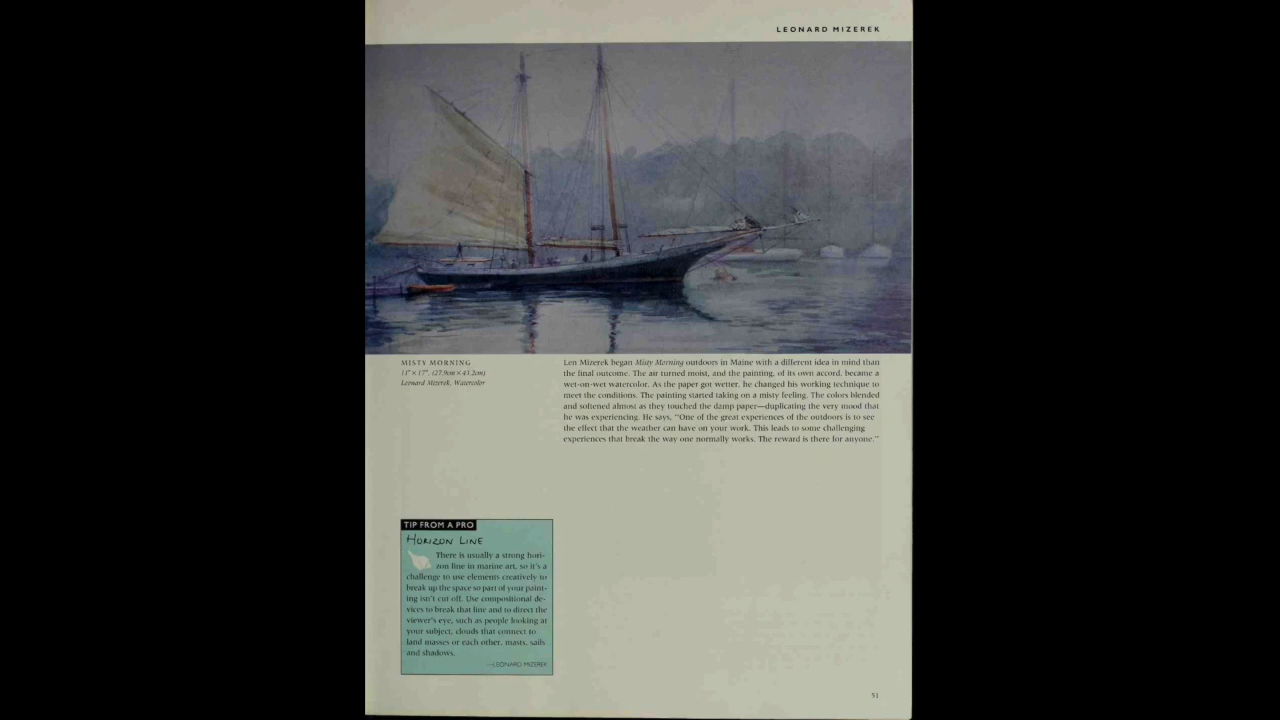 LEONARD MIZEREK
MISTY MORNING
11" × 17", (27.9cm × 43.2cm)
Leonard Mizerek, Watercolor
Len Mizerek began Misty Morning outdoors in Maine with a different idea in mind than
the final outcome. The air turned moist, and the painting, of its own accord, became a
wet-on-wet watercolor. As the paper got wetter, he changed his working technique to
meet the conditions. The painting started taking on a misty feeling. The colors blended
and softened almost as they touched the damp paper—duplicating the very mood that
he was experiencing. He says, "One of the great experiences of the outdoors is to see
the effect that the weather can have on your work. This leads to some challenging
experiences that break the way one normally works. The reward is there for anyone."
TIP FROM A PRO
HORIZON LINE
There is usually a strong hori-
zon line in marine art, so it's a
challenge to use elements creatively to
break up the space so part of your paint-
ing isn't cut off. Use compositional de-
vices to break that line and to direct the
viewer's eye, such as people looking at
your subject, clouds that connect to
land masses or each other, masts, sails
and shadows.
—LEONARD MIZEREK
51